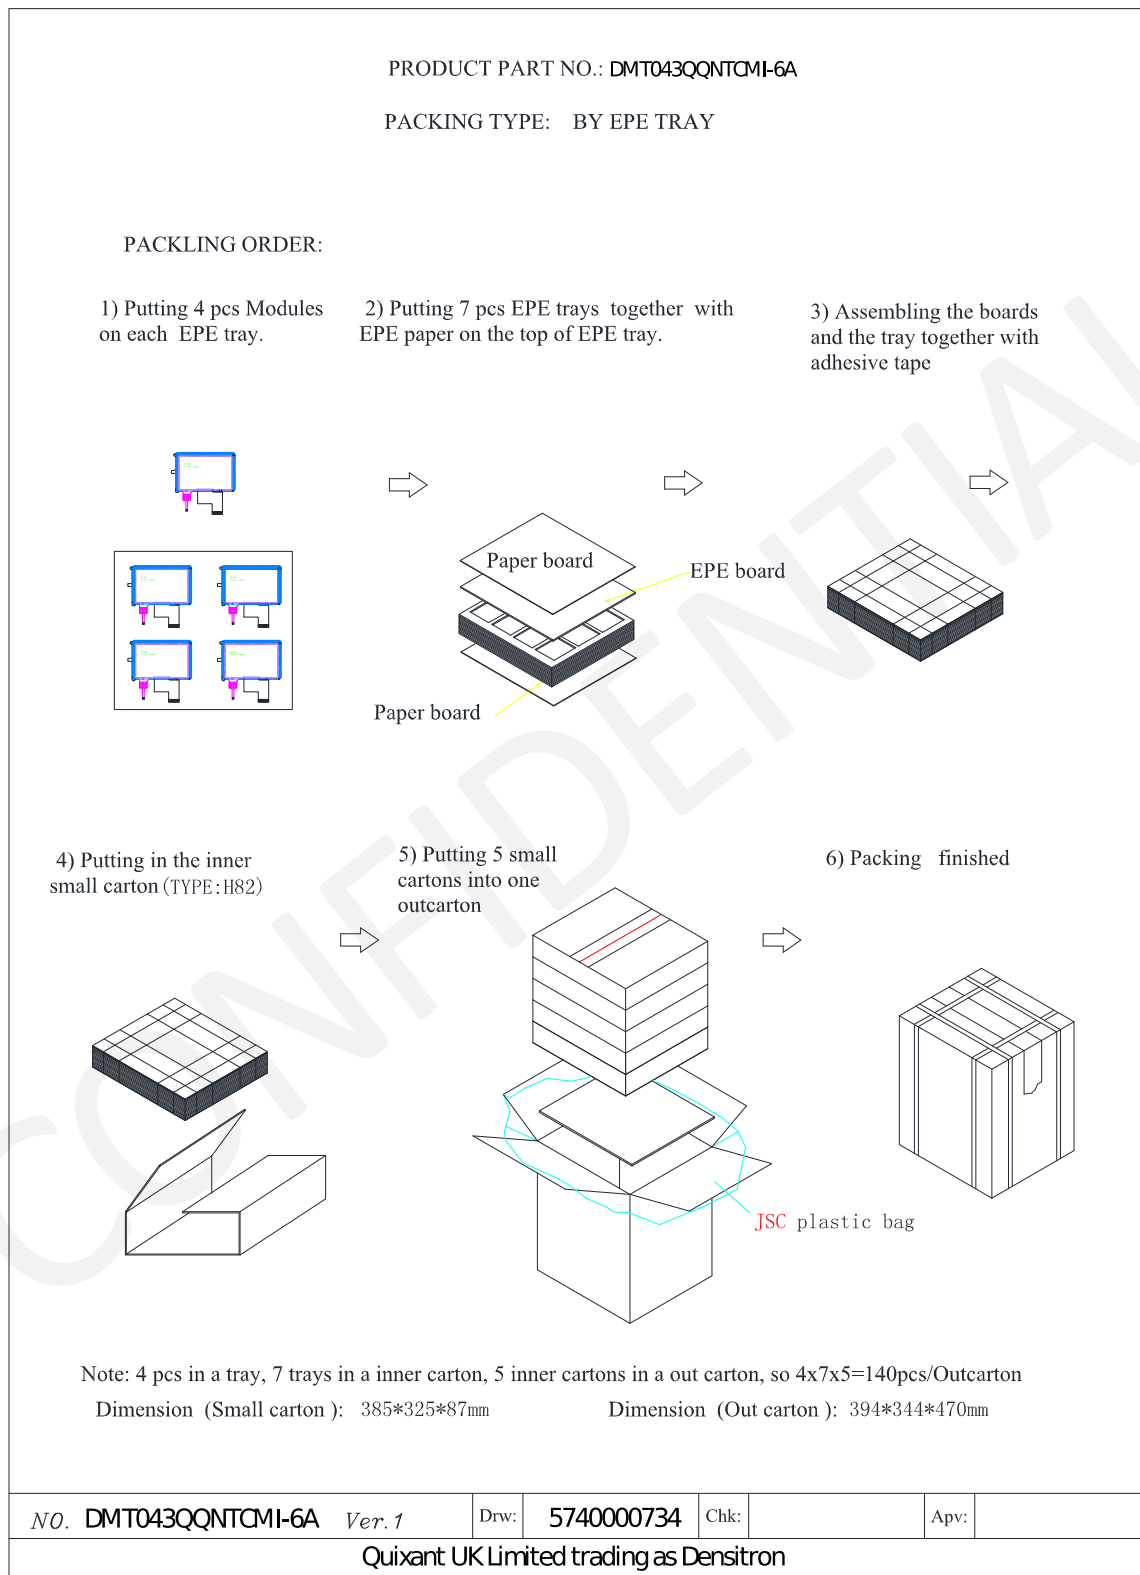 PRODUCT PART NO.: DMT043QQNTCMI-6A
PACKING TYPE: BY EPE TRAY
PACKLING ORDER:
1) Putting 4 pcs Modules
on each EPE tray.
2) Putting 7 pcs EPE trays together with
EPE paper on the top of EPE tray.
3) Assembling the boards
and the tray together with
adhesive tape
Paper board
EPE board
Paper board
4) Putting in the inner
small carton(TYPE:H82)
5) Putting 5 small
cartons into one
outcarton
6) Packing finished
JSC plastic bag
Note: 4 pcs in a tray, 7 trays in a inner carton, 5 inner cartons in a out carton, so 4x7x5=140pcs/Outcarton
Dimension (Small carton ): 385*325*87mm
Dimension (Out carton ): 394*344*470mm
NO. DMT043QQNTCMI-6A Ver.1
Drw: 5740000734
Chk:
Apv:
Quixant UK Limited trading as Densitron
CONFIDENTIAL